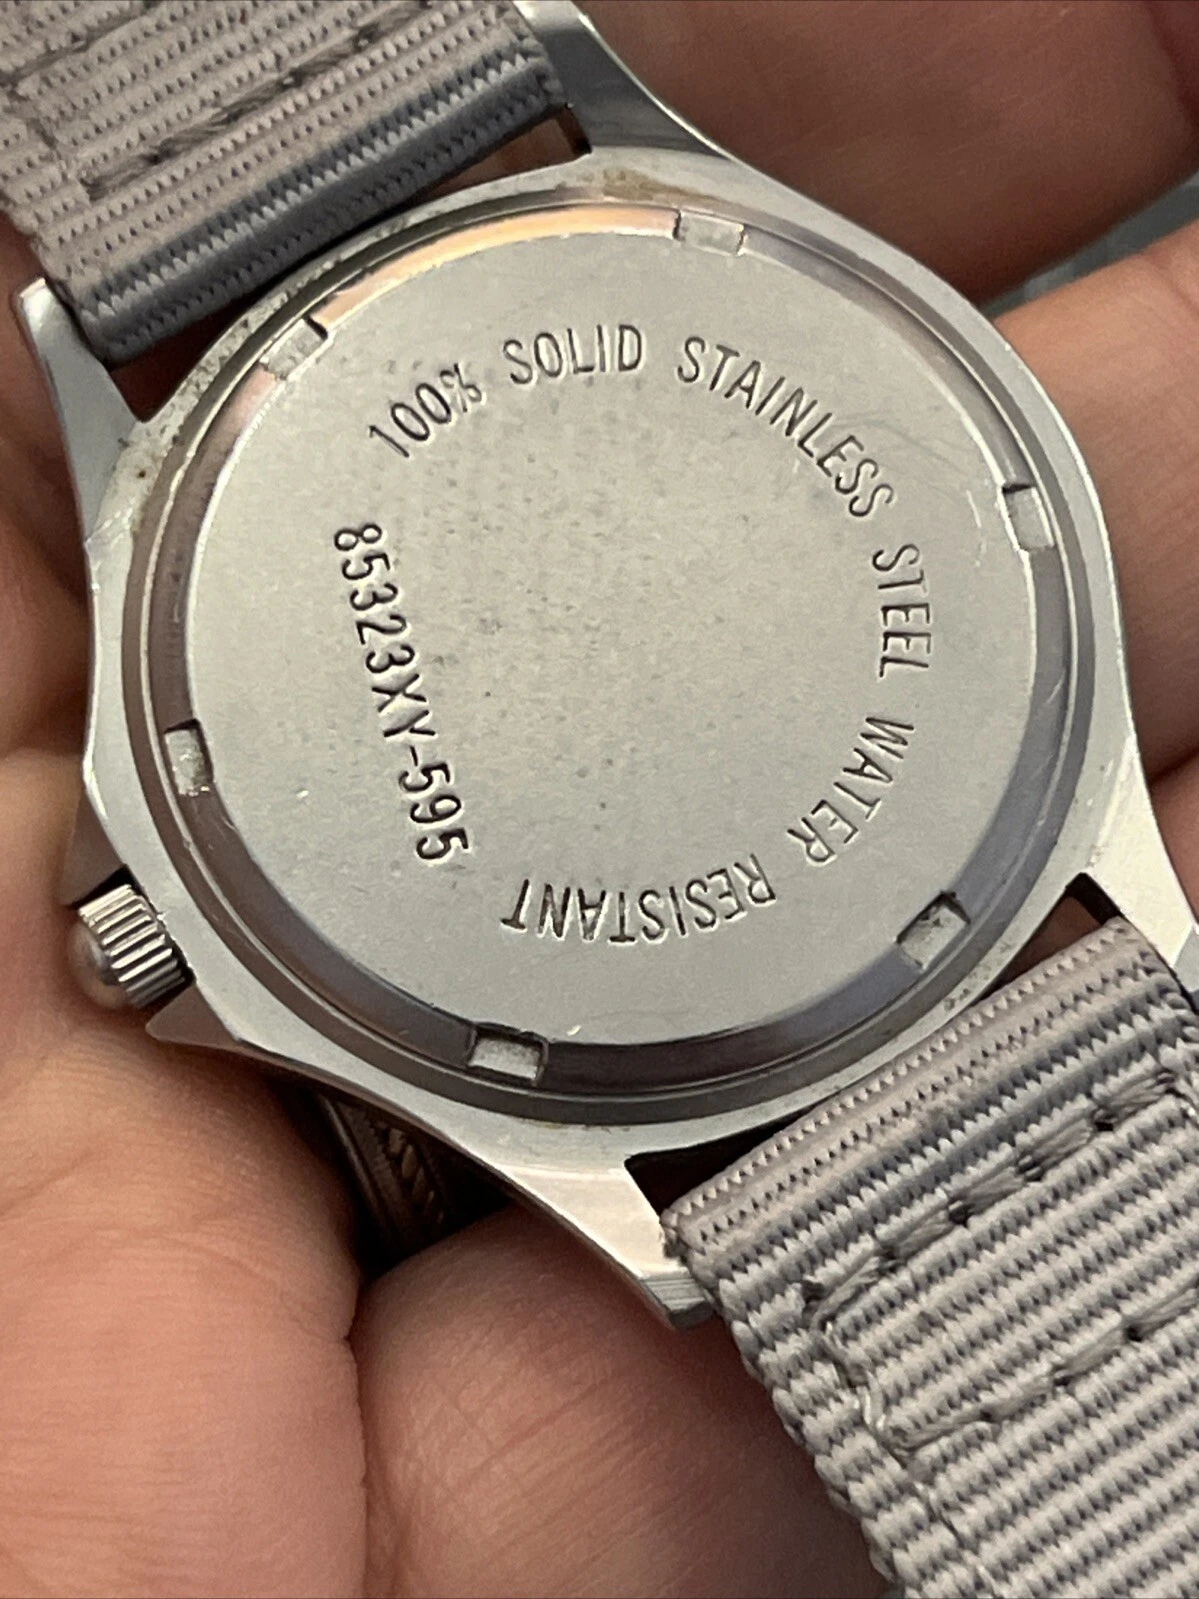 100% SOLID STAINLESS STEEL WATER RESISTANT
85323XY-595